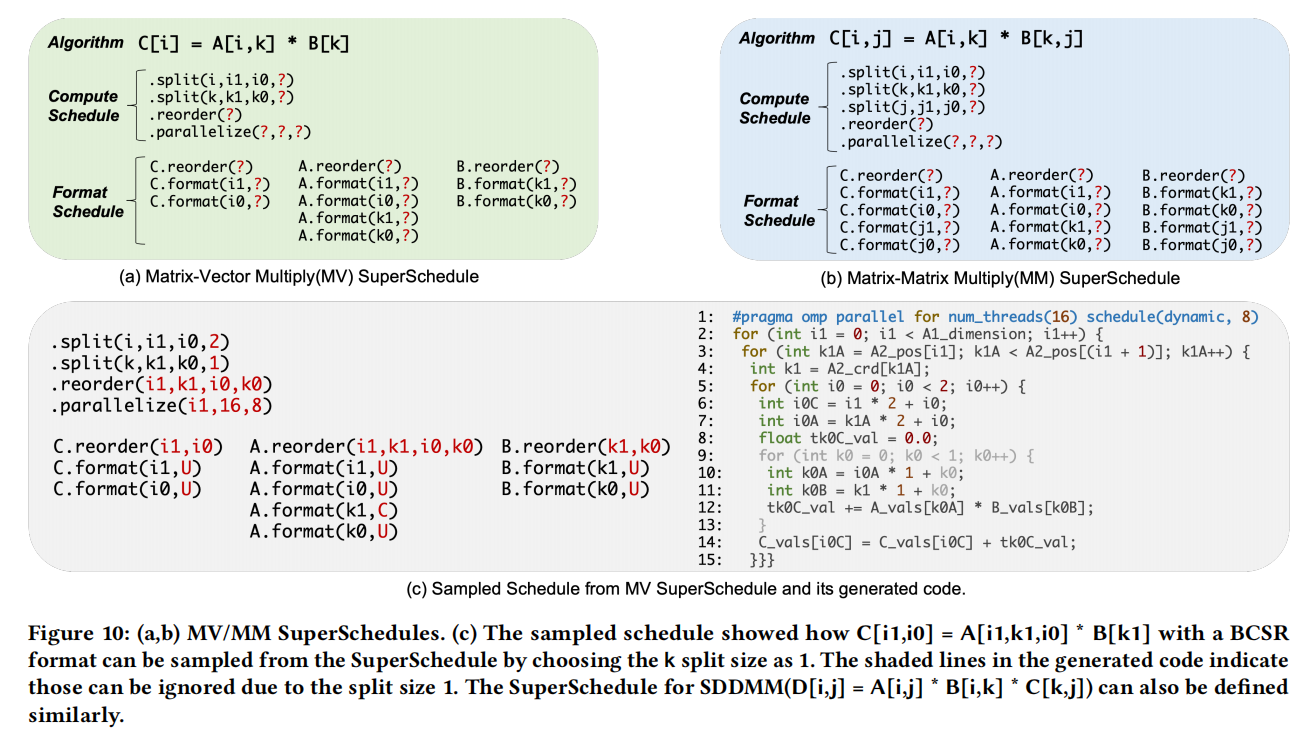 Algorithm C[i] = A[i,k] * B[k]
Compute Schedule
.split(i,i1,i0,?)
.split(k,k1,k0,?)
.reorder(?)
.parallelize(?,?,?)
Format Schedule
C.reorder(?) A.reorder(?) B.reorder(?)
C.format(i1,?) A.format(i1,?) B.format(k1,?)
C.format(i0,?) A.format(i0,?) B.format(k0,?)
A.format(k1,?)
A.format(k0,?)
(a) Matrix-Vector Multiply(MV) SuperSchedule
Algorithm C[i,j] = A[i,k] * B[k,j]
Compute Schedule
.split(i,i1,i0,?)
.split(k,k1,k0,?)
.split(j,j1,j0,?)
.reorder(?)
.parallelize(?,?,?)
Format Schedule
C.reorder(?) A.reorder(?) B.reorder(?)
C.format(i1,?) A.format(i1,?) B.format(k1,?)
C.format(i0,?) A.format(i0,?) B.format(k0,?)
C.format(j1,?) A.format(k1,?) B.format(j1,?)
C.format(j0,?) A.format(k0,?) B.format(j0,?)
(b) Matrix-Matrix Multiply(MM) SuperSchedule
.split(i,i1,i0,2)
.split(k,k1,k0,1)
.reorder(i1,k1,i0,k0)
.parallelize(i1,16,8)
C.reorder(i1,i0) A.reorder(i1,k1,i0,k0) B.reorder(k1,k0)
C.format(i1,U) A.format(i1,U) B.format(k1,U)
C.format(i0,U) A.format(i0,U) B.format(k0,U)
A.format(k1,C)
A.format(k0,U)
1: #pragma omp parallel for num_threads(16) schedule(dynamic, 8)
2: for (int i1 = 0; i1 < A1_dimension; i1++) {
3: for (int k1A = A2_pos[i1]; k1A < A2_pos[(i1 + 1)]; k1A++) {
4: int k1 = A2_crd[k1A];
5: for (int i0 = 0; i0 < 2; i0++) {
6: int i0C = i1 * 2 + i0;
7: int i0A = k1A * 2 + i0;
8: float tk0C_val = 0.0;
9: for (int k0 = 0; k0 < 1; k0++) {
10: int k0A = i0A * 1 + k0;
11: int k0B = k1 * 1 + k0;
12: tk0C_val += A_vals[k0A] * B_vals[k0B];
13: }
14: C_vals[i0C] = C_vals[i0C] + tk0C_val;
15: }}}
(c) Sampled Schedule from MV SuperSchedule and its generated code.
Figure 10: (a,b) MV/MM SuperSchedules. (c) The sampled schedule showed how C[i1,i0] = A[i1,k1,i0] * B[k1] with a BCSR
format can be sampled from the SuperSchedule by choosing the k split size as 1. The shaded lines in the generated code indicate
those can be ignored due to the split size 1. The SuperSchedule for SDDMM(D[i,j] = A[i,j] * B[i,k] * C[k,j]) can also be defined
similarly.